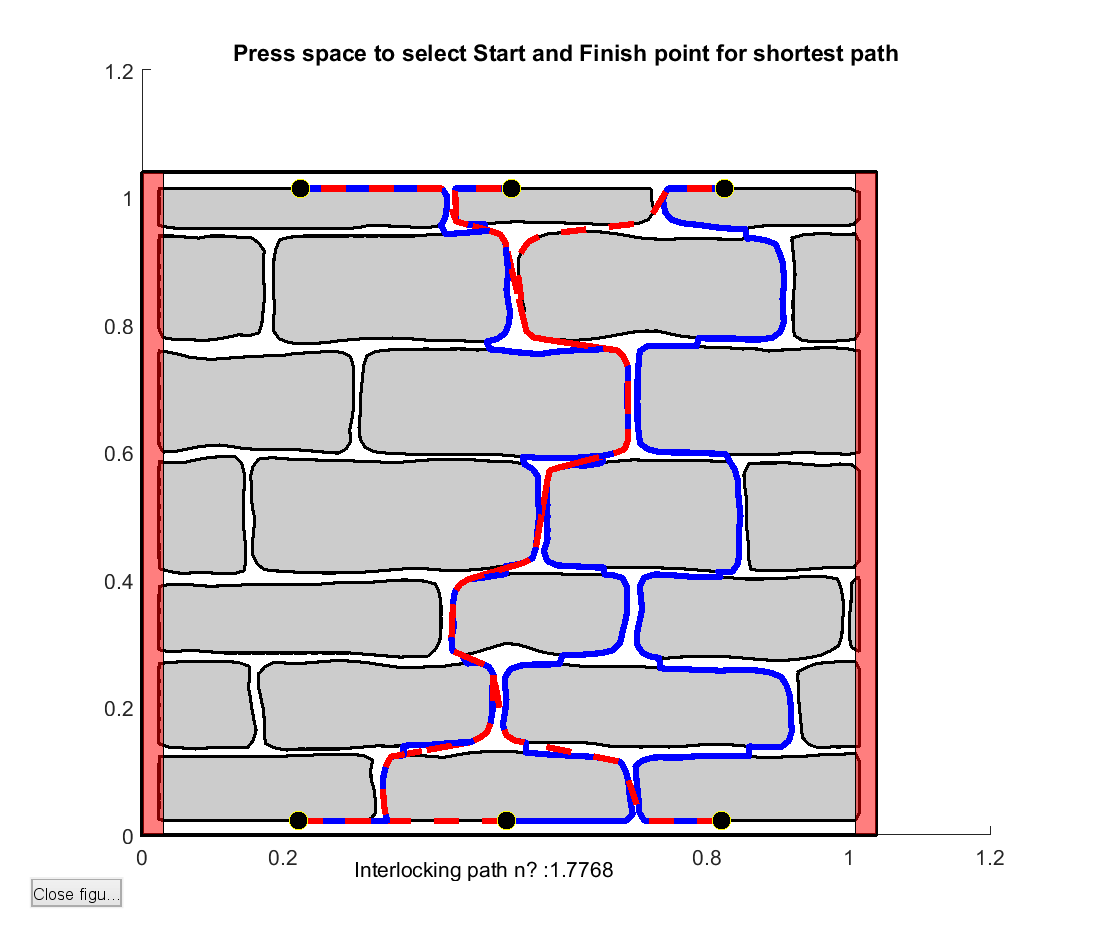 Press space to select Start and Finish point for shortest path
1.2
1
0.8
0.6
0.4
0.2
0
0 0.2 0.8 1 1.2
Interlocking path n? :1.7768
Close figu...